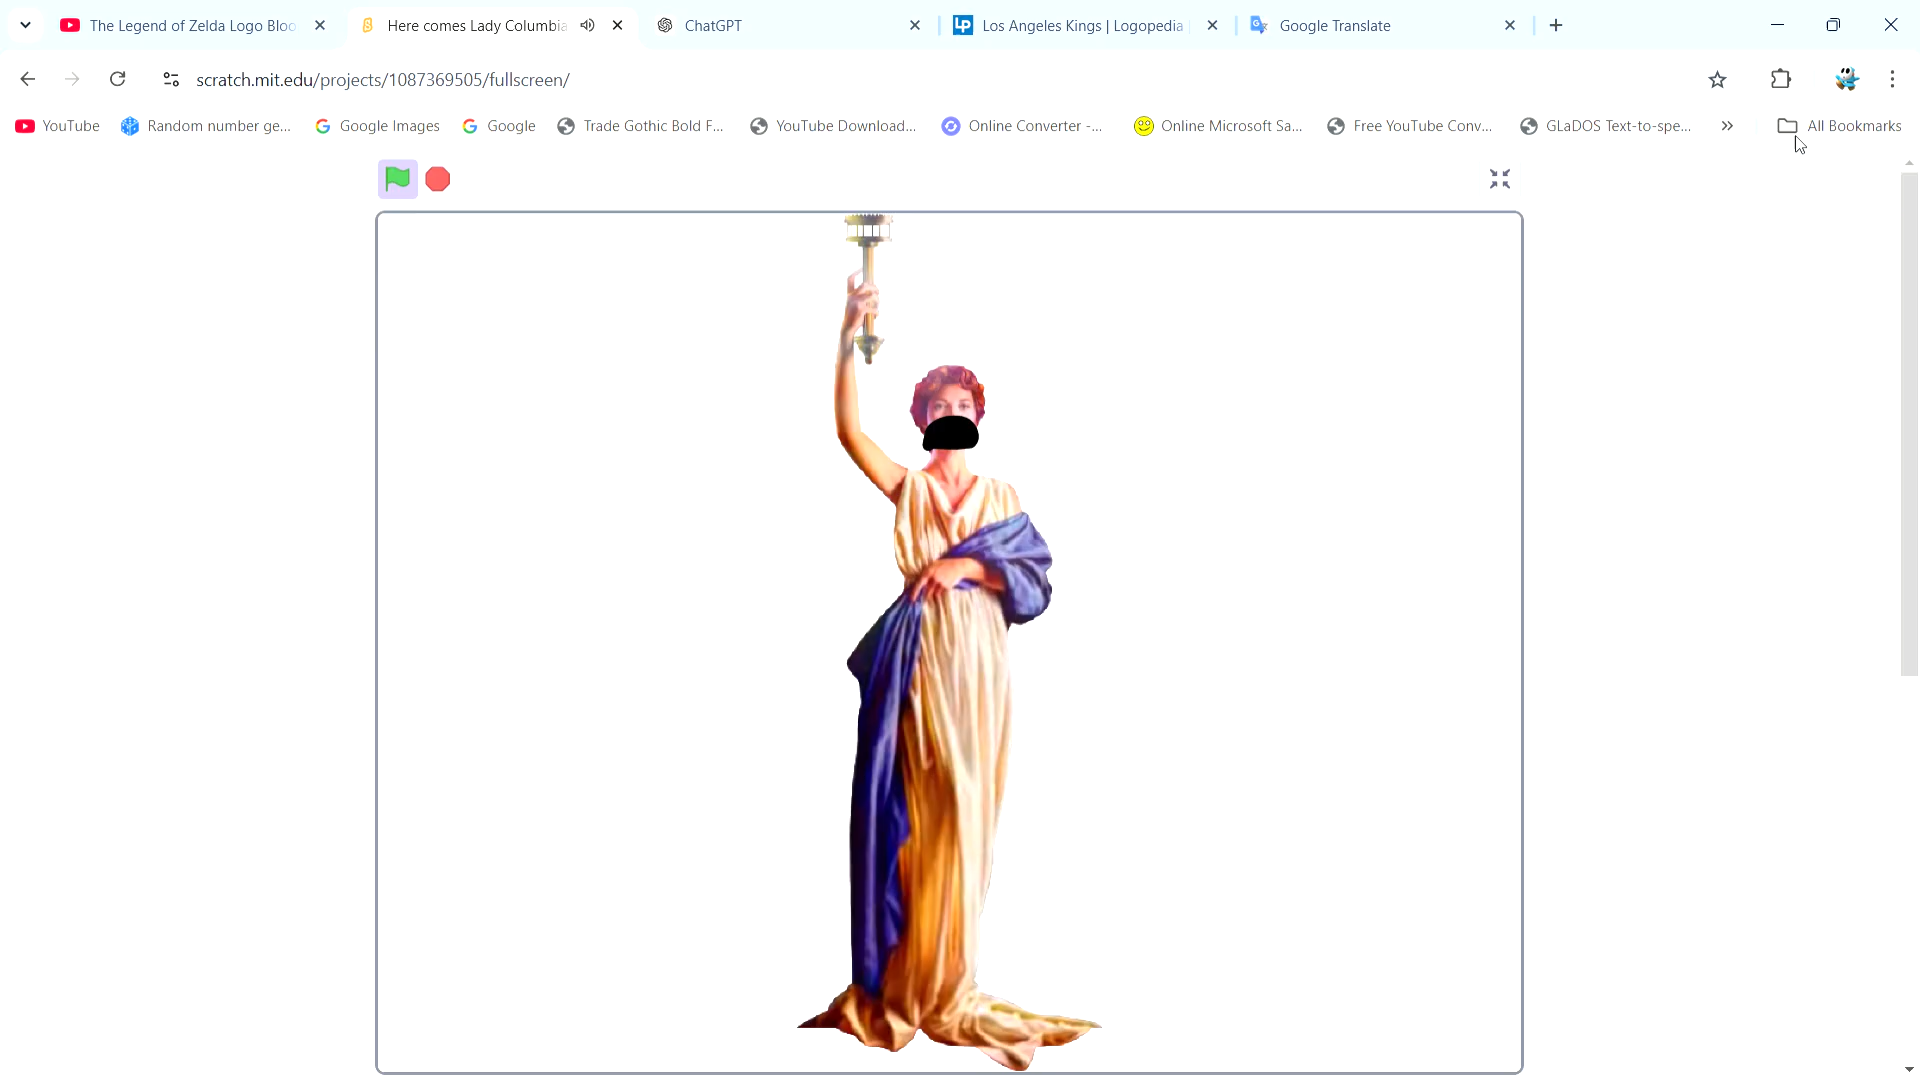 The Legend of Zelda Logo Bloo
Here comes Lady Columbia
ChatGPT
LP
Los Angeles Kings | Logopedia
Google Translate
scratch.mit.edu/projects/1087369505/fullscreen/
YouTube
Random number ge...
Google Images
Google
Trade Gothic Bold F...
YouTube Download...
Online Converter -...
Online Microsoft Sa...
Free YouTube Conv...
GLaDOS Text-to-spe...
All Bookmarks